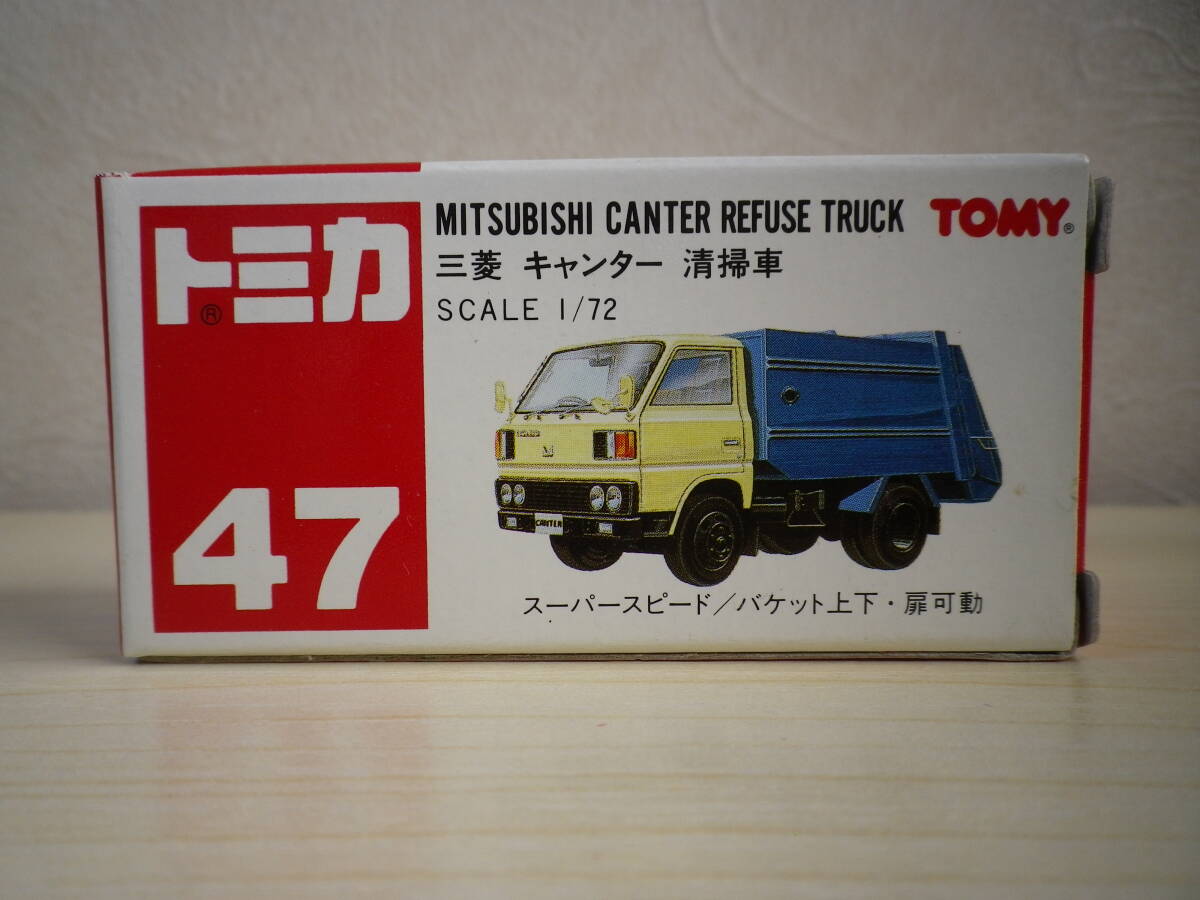 トミカ®
47
MITSUBISHI CANTER REFUSE TRUCK
TOMY®
三菱 キャンター 清掃車
SCALE 1/72
CANTER
スーパースピード/バケット上下・扉可動